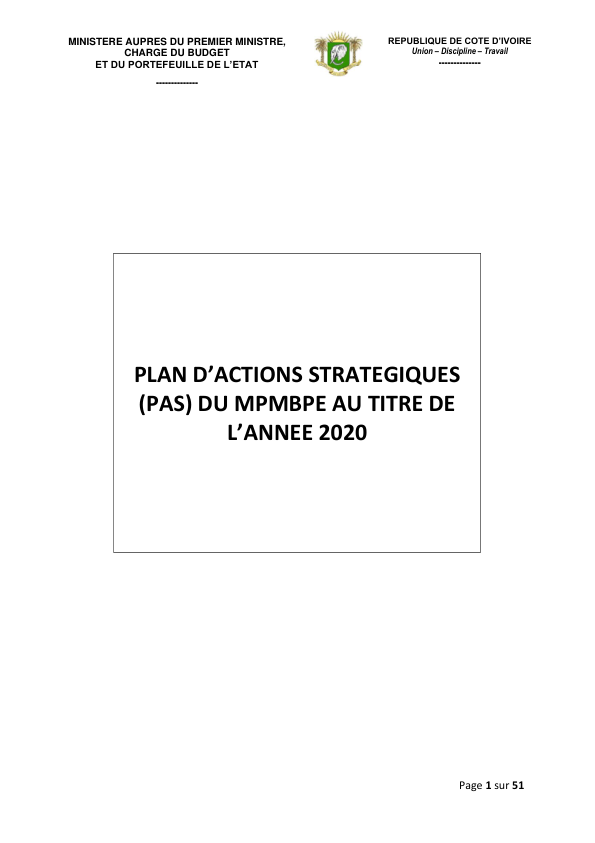 MINISTERE AUPRES DU PREMIER MINISTRE,
CHARGE DU BUDGET
ET DU PORTEFEUILLE DE L'ETAT
--------------
REPUBLIQUE DE COTE D'IVOIRE
Union – Discipline – Travail
--------------
PLAN D'ACTIONS STRATEGIQUES
(PAS) DU MPMBPE AU TITRE DE
L'ANNEE 2020
Page 1 sur 51